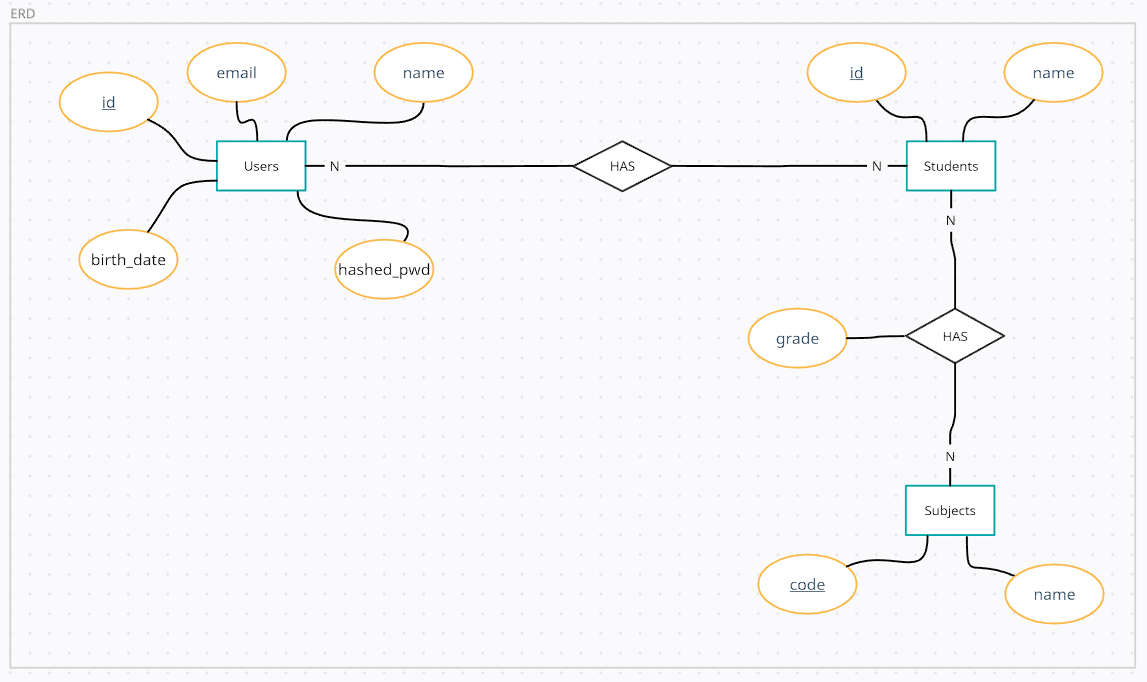 ERD
email
name
id
name
id
Users
N
HAS
N
Students
N
birth_date
hashed_pwd
grade
HAS
N
Subjects
code
name